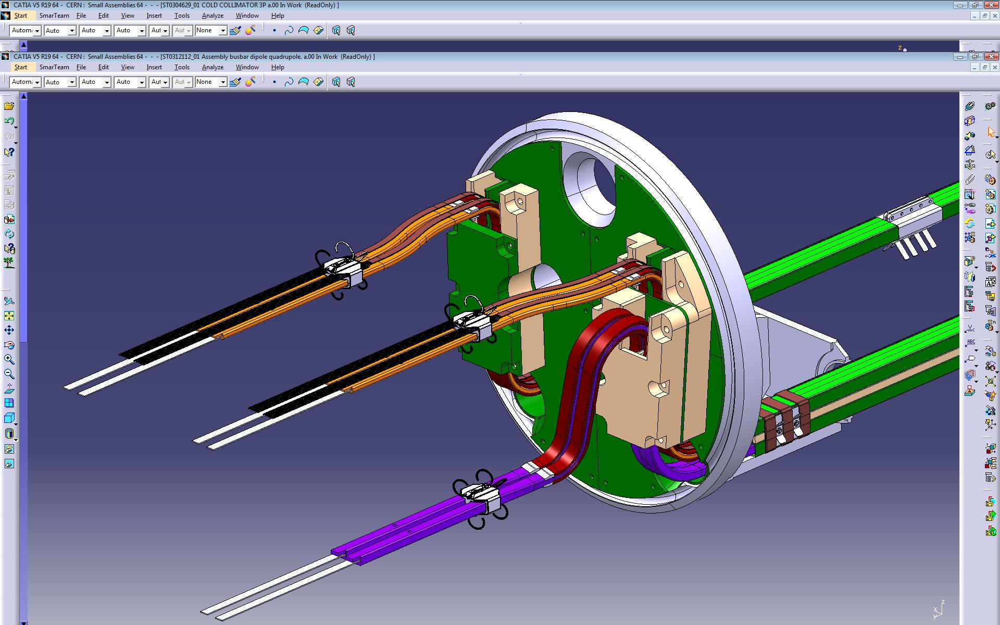 CATIA V5 R19 64 - CERN : Small Assemblies 64 - - - [ST0304629_01 COLD COLLIMATOR 3P a.00 In Work (ReadOnly) ]
Start SmarTeam File Edit View Insert Tools Analyze Window Help
Autom Auto Auto Auto Aut Aut None
z
CATIA V5 R19 64 - CERN : Small Assemblies 64 - - - [ST0312112_01 Assembly busbar dipole quadrupole. a.00 In Work (ReadOnly) ]
Start SmarTeam File Edit View Insert Tools Analyze Window Help
Autom Auto Auto Auto Aut Aut None
ABC
z
x
y